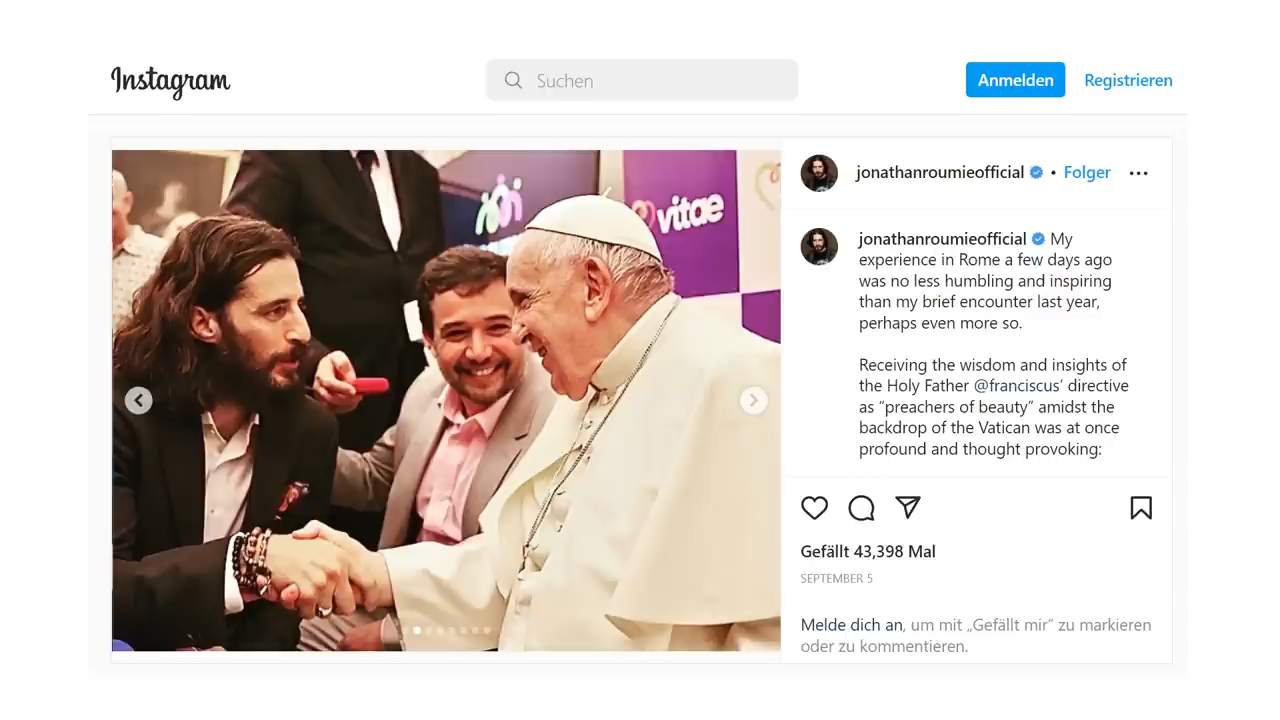 Instagram
Suchen
Anmelden
Registrieren
vitae
jonathanroumieofficial • Folger
jonathanroumieofficial My
experience in Rome a few days ago
was no less humbling and inspiring
than my brief encounter last year,
perhaps even more so.
Receiving the wisdom and insights of
the Holy Father @franciscus’ directive
as “preachers of beauty” amidst the
backdrop of the Vatican was at once
profound and thought provoking:
Gefällt 43,398 Mal
SEPTEMBER 5
Melde dich an, um mit „Gefällt mir“ zu markieren
oder zu kommentieren.